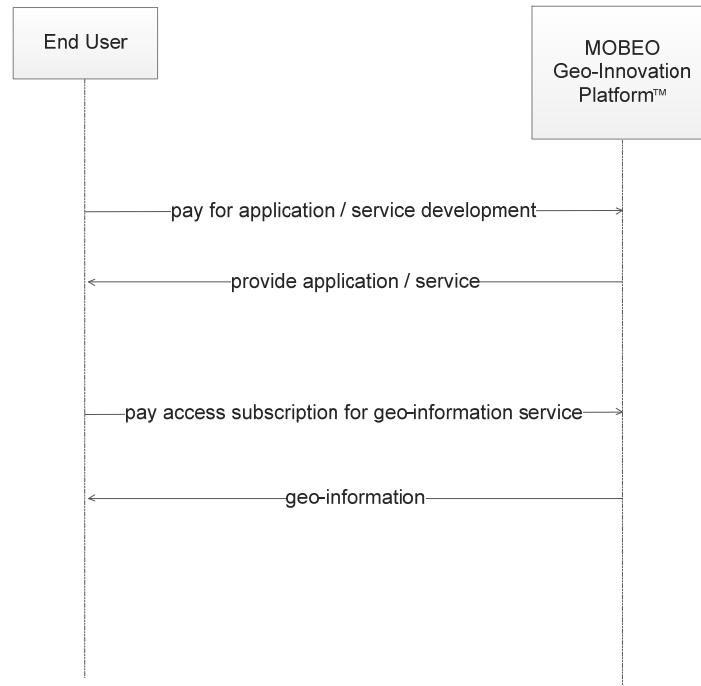 End User
MOBEO
Geo-Innovation
Platform™
pay for application / service development
provide application / service
pay access subscription for geo-information service
geo-information